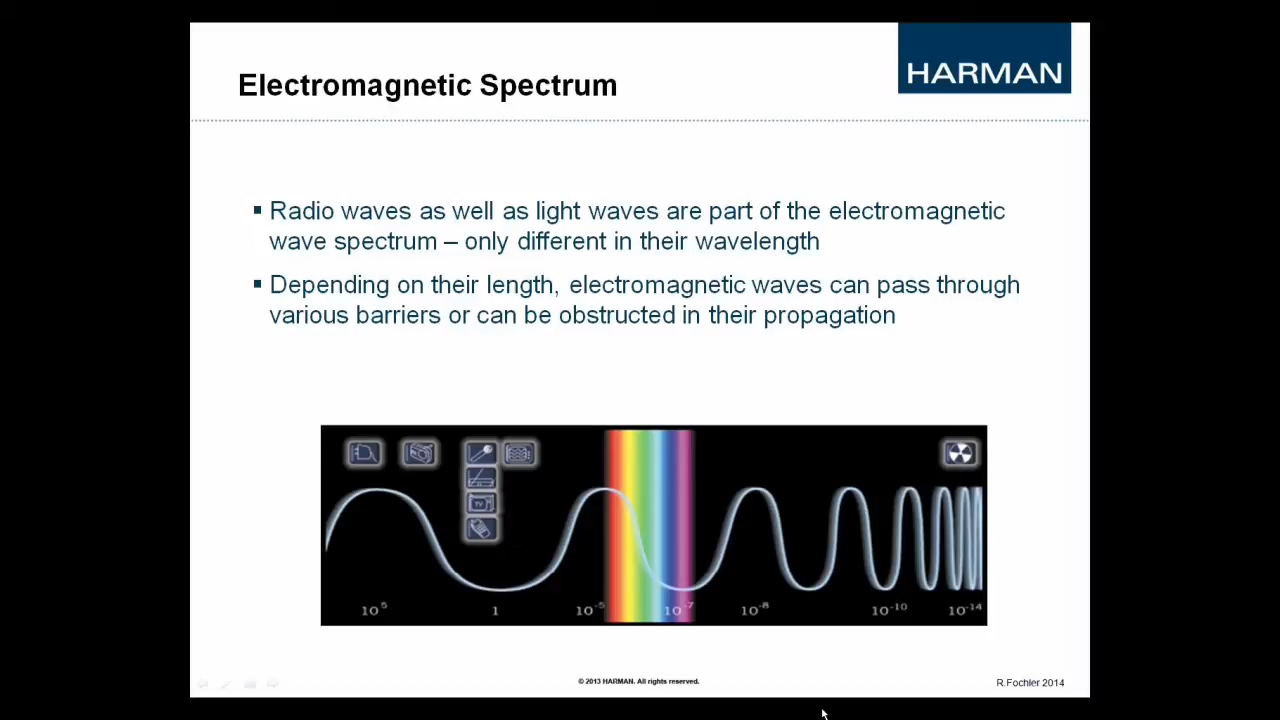 HARMAN
Electromagnetic Spectrum
Radio waves as well as light waves are part of the electromagnetic
wave spectrum – only different in their wavelength
Depending on their length, electromagnetic waves can pass through
various barriers or can be obstructed in their propagation
TV
10⁵ 1 10⁻⁵ 10⁻⁷ 10⁻⁸ 10⁻¹⁰ 10⁻¹⁴
© 2013 HARMAN. All rights reserved.
R.Fochler 2014